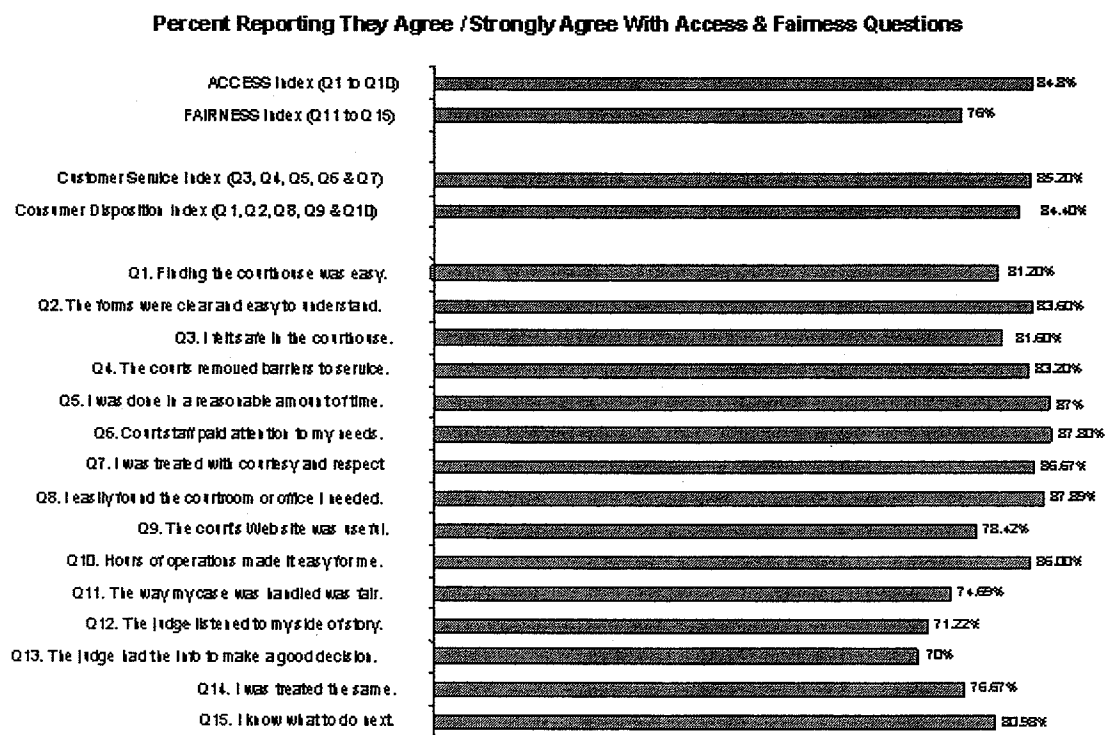 Percent Reporting They Agree / Strongly Agree With Access & Fairness Questions
ACCESS Index (Q1 to Q10) 84.8%
FAIRNESS Index (Q11 to Q15) 76%
Customer Service Index (Q3, Q4, Q5, Q6 & Q7) 85.20%
Consumer Disposition Index (Q1, Q2, Q8, Q9 & Q10) 84.40%
Q1. Finding the courthouse was easy. 81.20%
Q2. The forms were clear and easy to understand. 83.60%
Q3. I felt safe in the courthouse. 81.60%
Q4. The courts removed barriers to service. 83.20%
Q5. I was done in a reasonable amount of time. 87%
Q6. Court staff paid attention to my needs. 87.80%
Q7. I was treated with courtesy and respect 86.67%
Q8. I easily found the courtroom or office I needed. 87.89%
Q9. The courts Website was useful. 78.42%
Q10. Hours of operations made it easy for me. 86.00%
Q11. The way my case was handled was fair. 74.69%
Q12. The judge listened to my side of story. 71.22%
Q13. The judge had the info to make a good decision. 70%
Q14. I was treated the same. 76.67%
Q15. I know what to do next. 80.98%